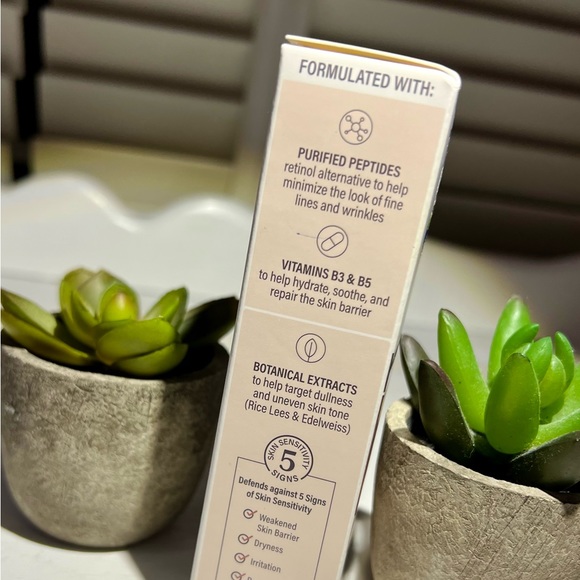 FORMULATED WITH:
PURIFIED PEPTIDES
retinol alternative to help
minimize the look of fine
lines and wrinkles
VITAMINS B3 & B5
to help hydrate, soothe, and
repair the skin barrier
BOTANICAL EXTRACTS
to help target dullness
and uneven skin tone
(Rice Lees & Edelweiss)
SKIN SENSITIVITY
5
SIGNS
Defends against 5 Signs
of Skin Sensitivity
Weakened
Skin Barrier
Dryness
Irritation